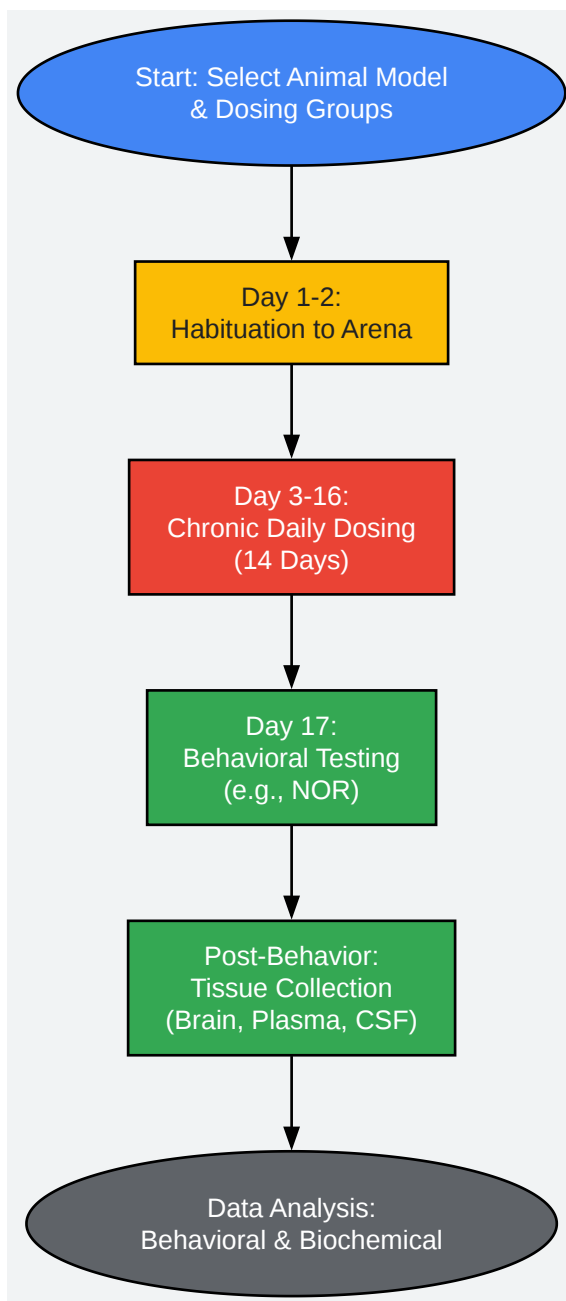 Start: Select Animal Model
& Dosing Groups
Day 1-2:
Habituation to Arena
Day 3-16:
Chronic Daily Dosing
(14 Days)
Day 17:
Behavioral Testing
(e.g., NOR)
Post-Behavior:
Tissue Collection
(Brain, Plasma, CSF)
Data Analysis:
Behavioral & Biochemical